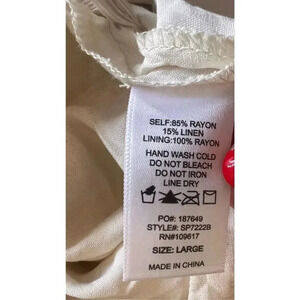 SELF:85% RAYON
15% LINEN
LINING:100% RAYON
HAND WASH COLD
DO NOT BLEACH
DO NOT IRON
LINE DRY
PO#: 187649
STYLE#: SP7222B
RN#109617
SIZE: LARGE
MADE IN CHINA